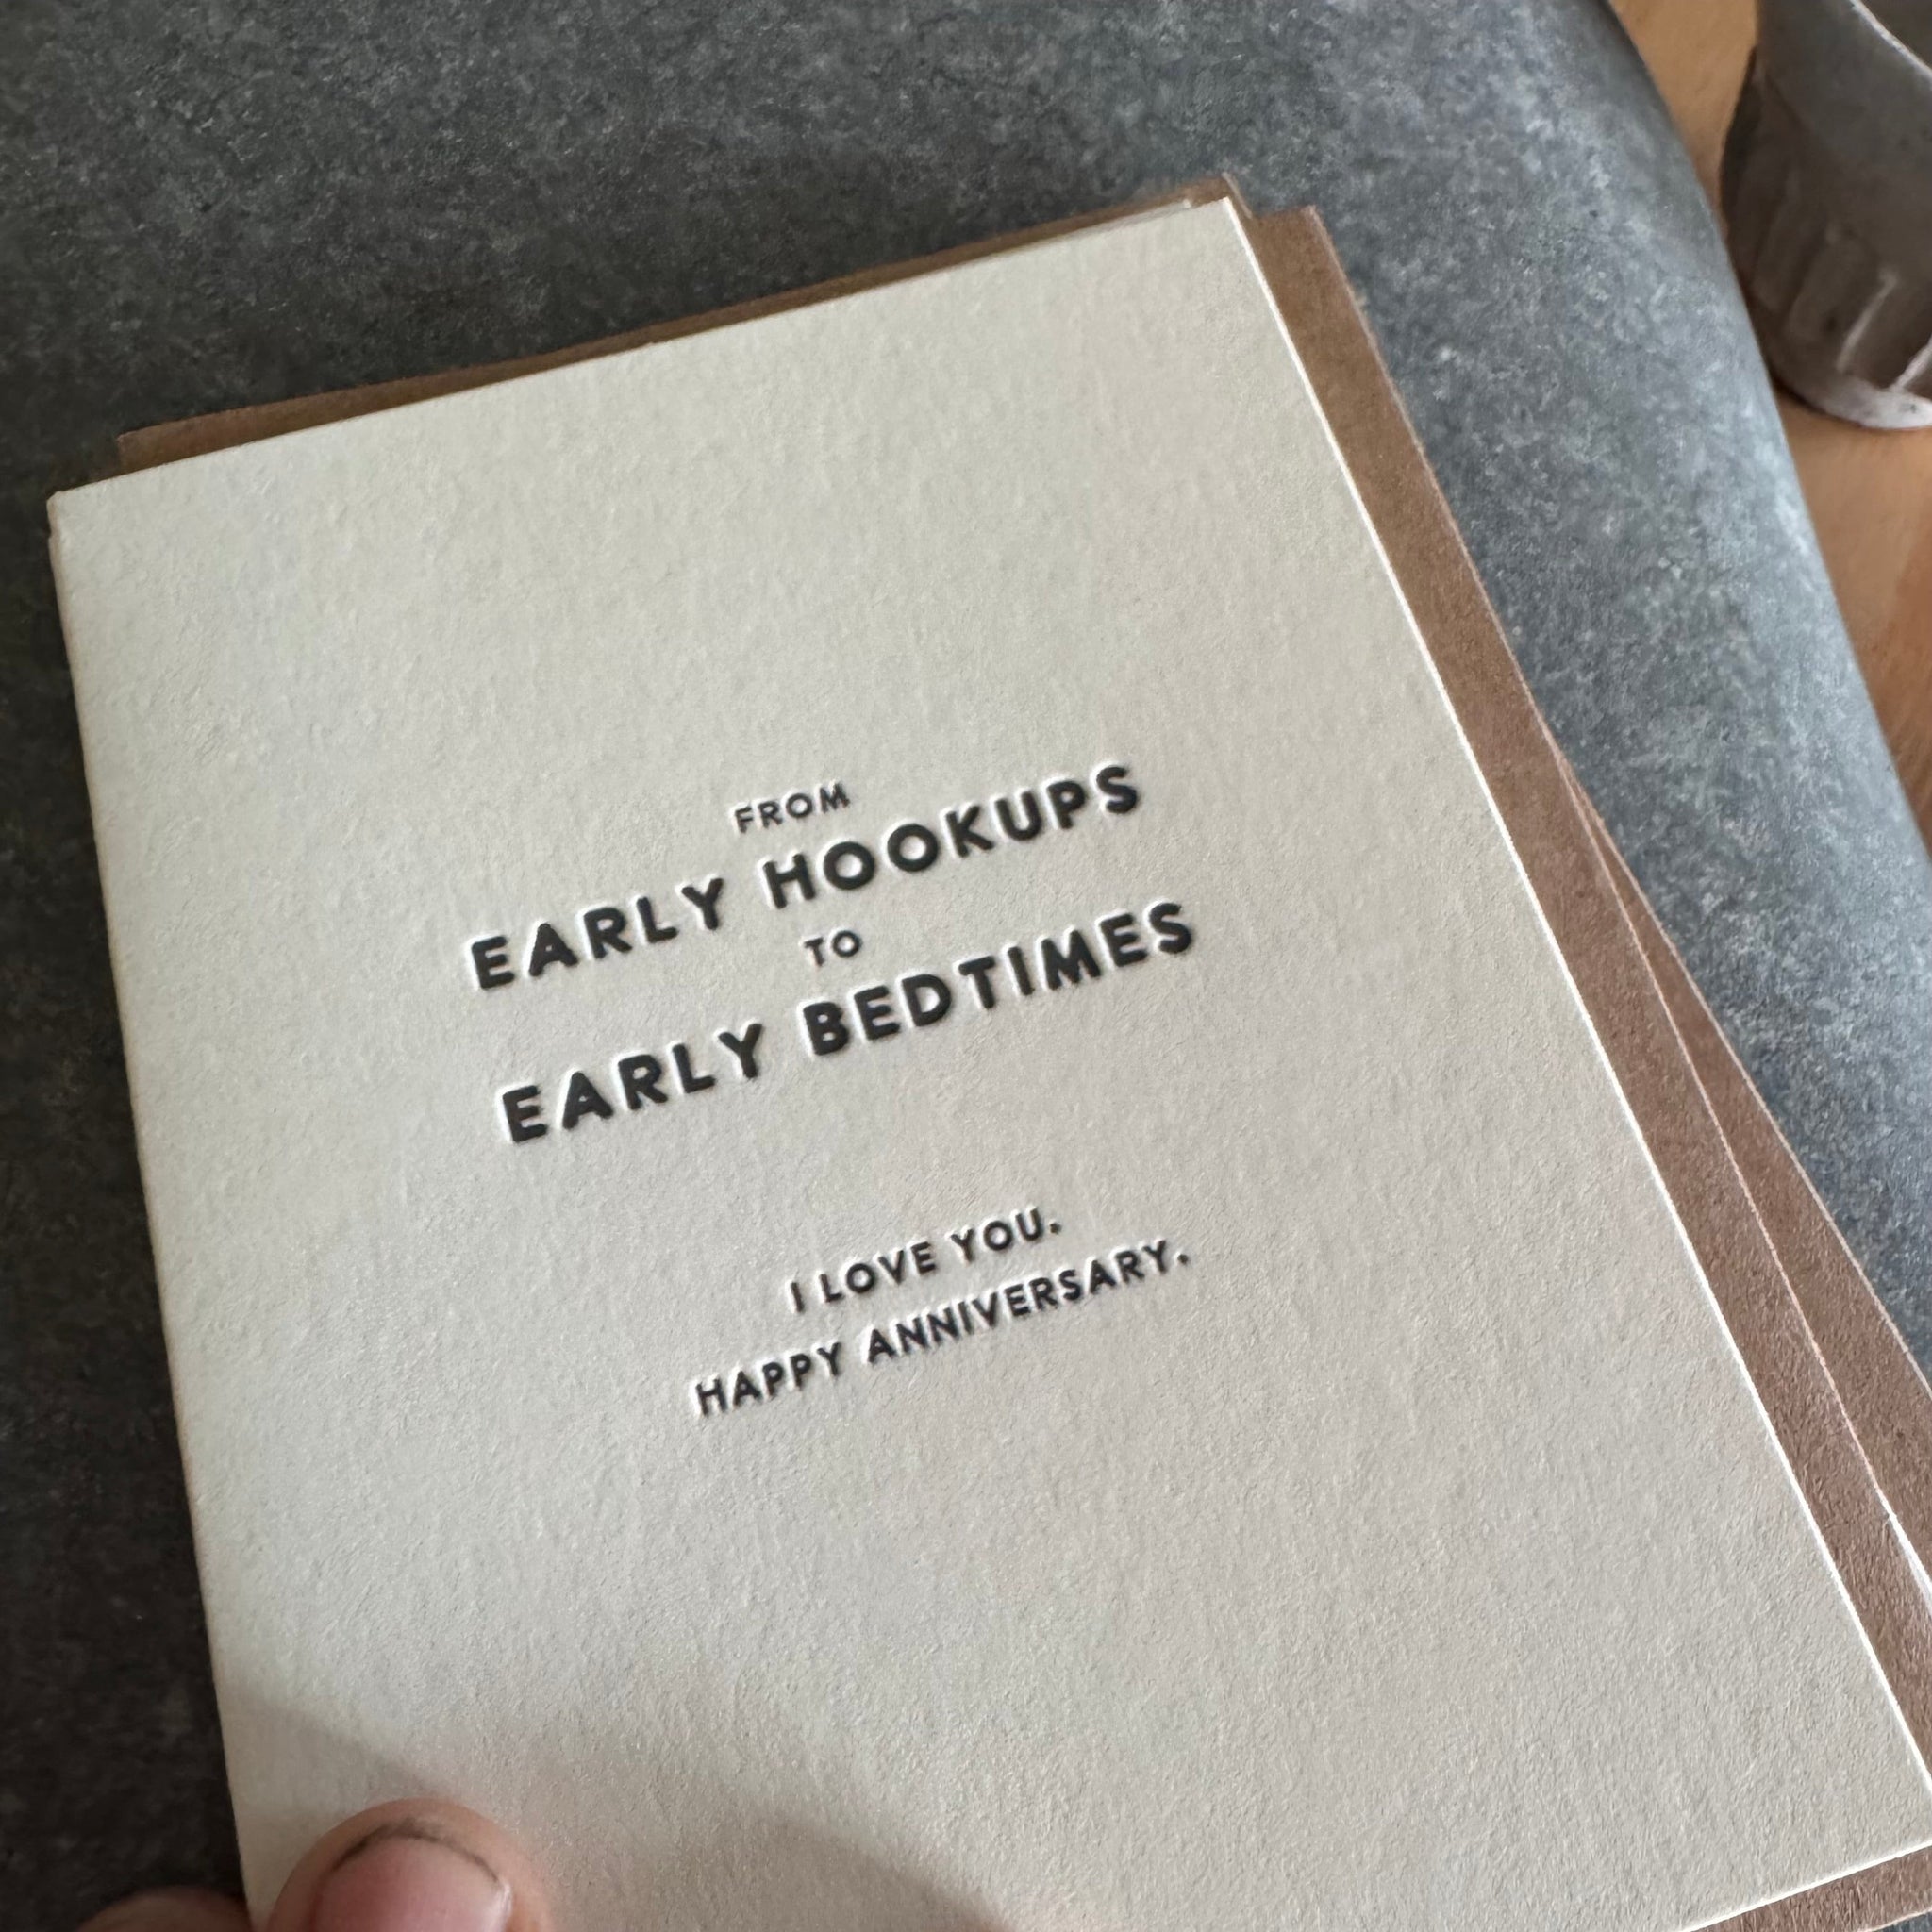 FROM
EARLY HOOKUPS
TO
EARLY BEDTIMES
I LOVE YOU.
HAPPY ANNIVERSARY.